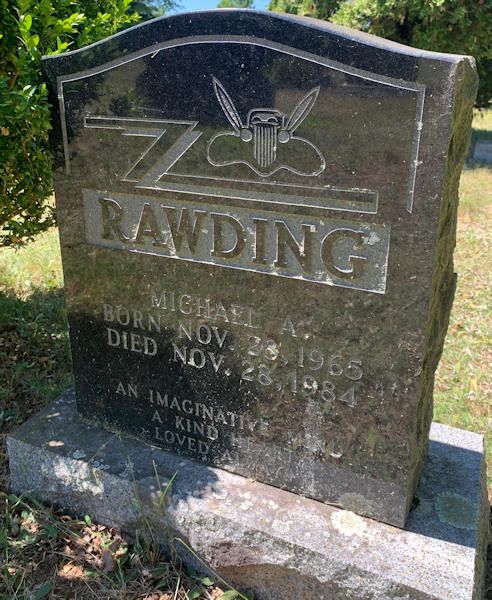 Z
RAWDING
MICHAEL A.
BORN NOV. 28, 1965
DIED NOV. 28, 1984
AN IMAGINATIVE
A KIND
LOVED